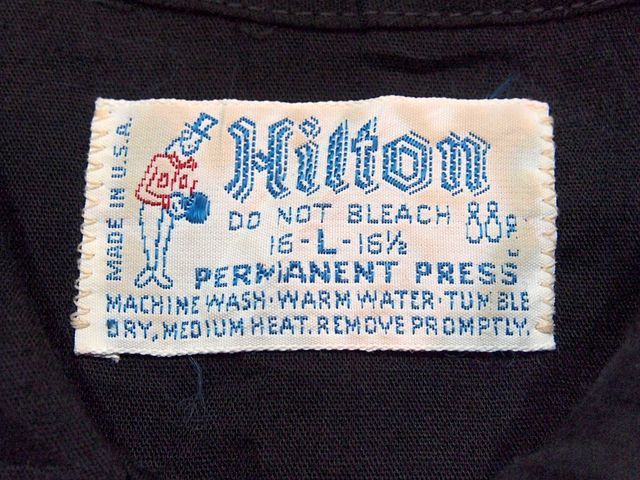 MADE IN U.S.A.
Hilton
DO NOT BLEACH
16-L-16½
PERMANENT PRESS
MACHINE WASH·WARM WATER·TUMBLE
DRY, MEDIUM HEAT. REMOVE PROMPTLY.